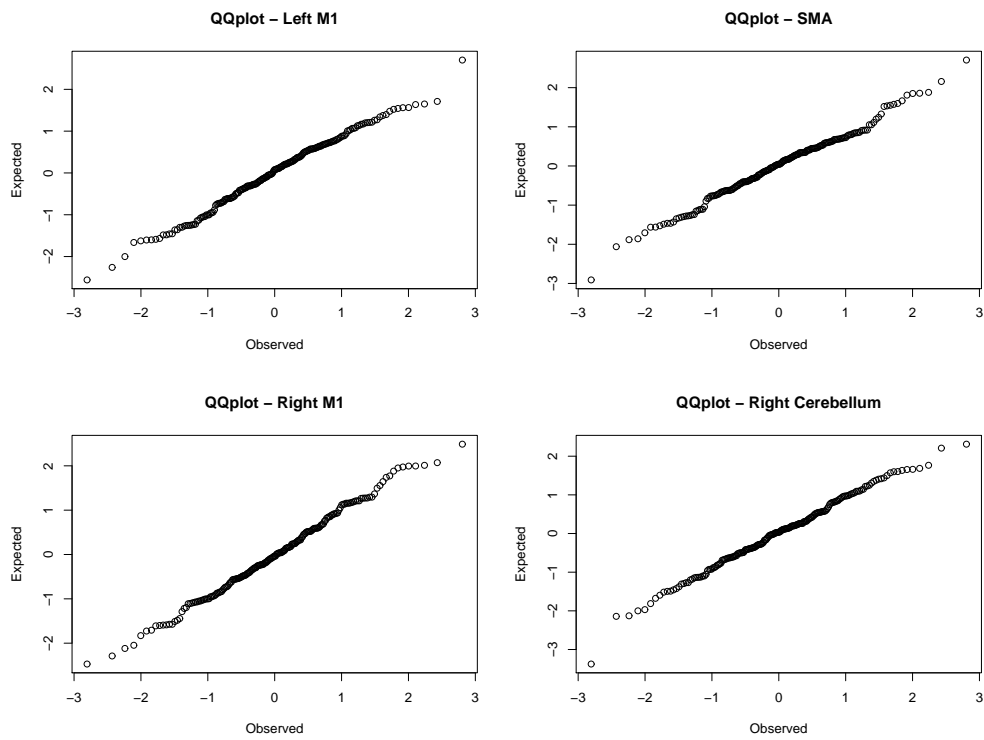 QQplot − Left M1
Expected
2
1
0
−1
−2
−3 −2 −1 0 1 2 3
Observed
QQplot − SMA
Expected
2
1
0
−1
−2
−3
−3 −2 −1 0 1 2 3
Observed
QQplot − Right M1
Expected
2
1
0
−1
−2
−3 −2 −1 0 1 2 3
Observed
QQplot − Right Cerebellum
Expected
2
1
0
−1
−2
−3
−3 −2 −1 0 1 2 3
Observed